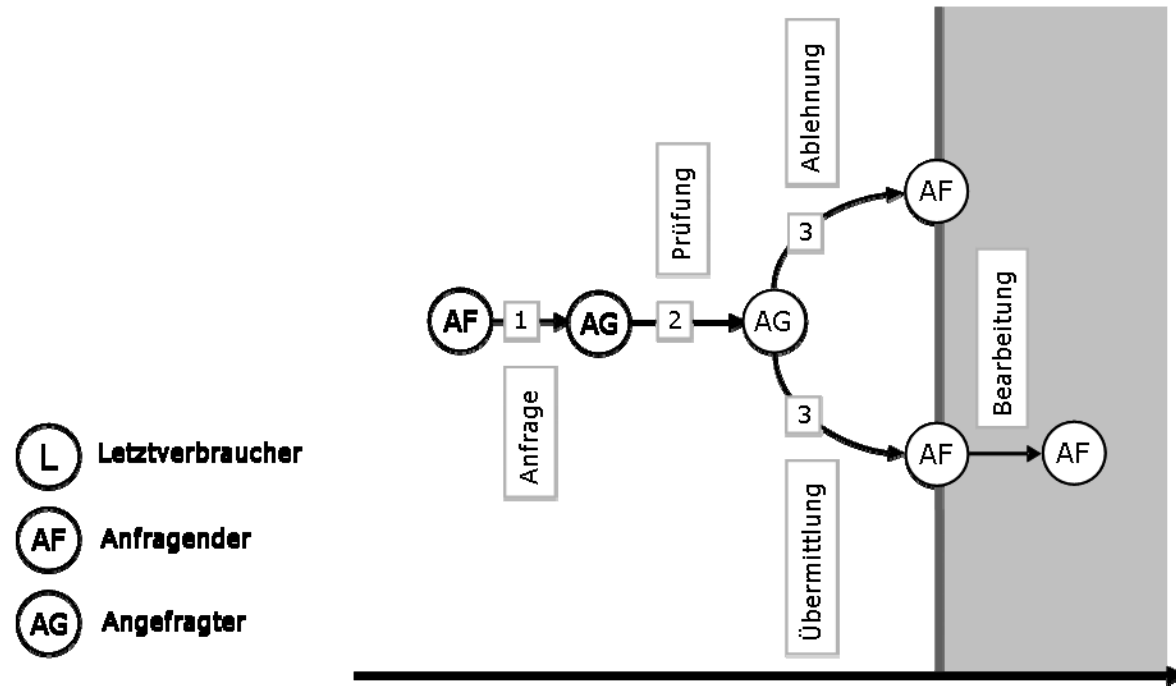 Ablehnung
Prüfung
AF
3
Bearbeitung
AF
1
AG
2
AG
Anfrage
3
AF
AF
Übermittlung
L
Letztverbraucher
AF
Anfragender
AG
Angefragter